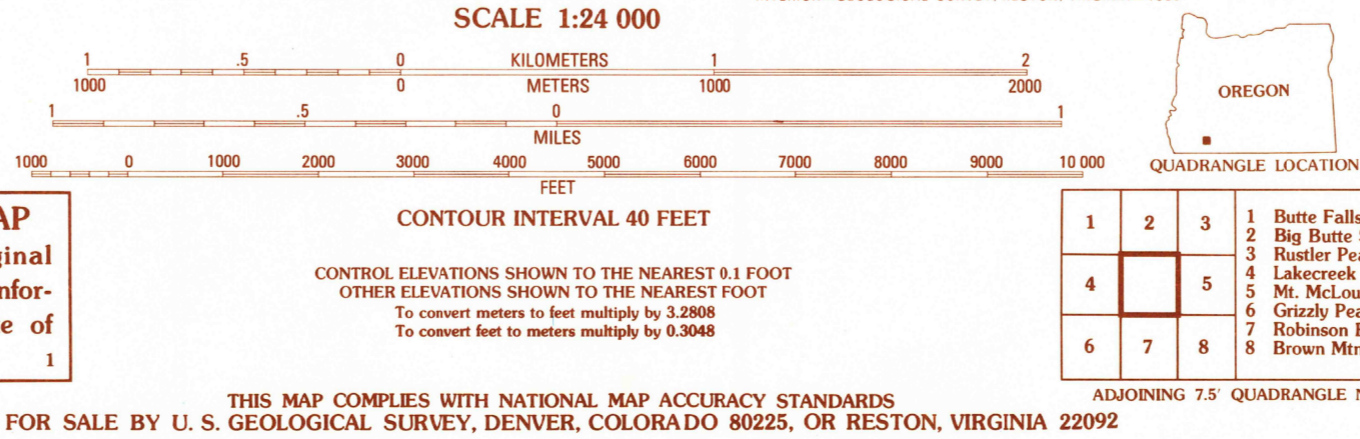 SCALE 1:24 000
1 .5 0 KILOMETERS 1 2
1000 0 METERS 1000 2000
1 .5 0 1
MILES
1000 0 1000 2000 3000 4000 5000 6000 7000 8000 9000 10 000
FEET
OREGON
QUADRANGLE LOCATION
AP
ginal
nfor-
e of
1
CONTOUR INTERVAL 40 FEET
CONTROL ELEVATIONS SHOWN TO THE NEAREST 0.1 FOOT
OTHER ELEVATIONS SHOWN TO THE NEAREST FOOT
To convert meters to feet multiply by 3.2808
To convert feet to meters multiply by 0.3048
1 2 3
4 5
6 7 8
1 Butte Falls
2 Big Butte
3 Rustler Pea
4 Lakecreek
5 Mt. McLou
6 Grizzly Pea
7 Robinson
8 Brown Mtn
ADJOINING 7.5' QUADRANGLE
THIS MAP COMPLIES WITH NATIONAL MAP ACCURACY STANDARDS
FOR SALE BY U. S. GEOLOGICAL SURVEY, DENVER, COLORADO 80225, OR RESTON, VIRGINIA 22092